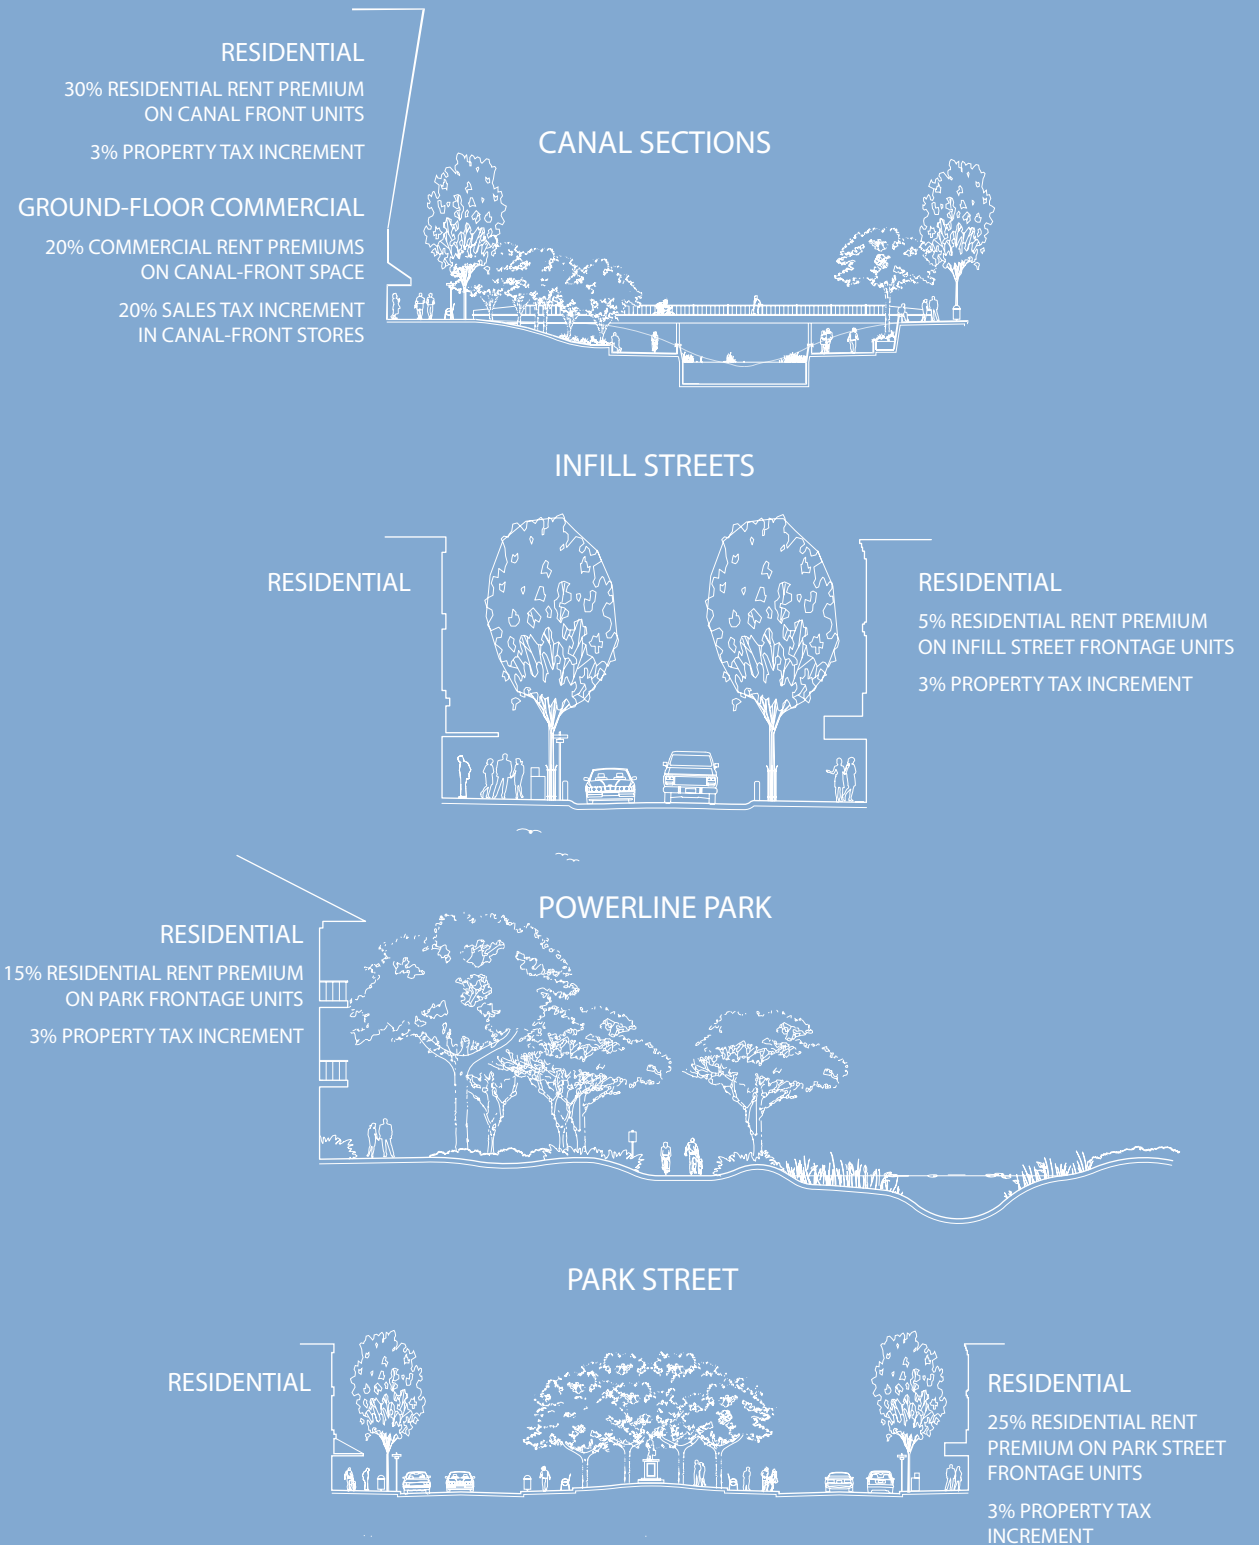 RESIDENTIAL
30% RESIDENTIAL RENT PREMIUM
ON CANAL FRONT UNITS
3% PROPERTY TAX INCREMENT
GROUND-FLOOR COMMERCIAL
20% COMMERCIAL RENT PREMIUMS
ON CANAL-FRONT SPACE
20% SALES TAX INCREMENT
IN CANAL-FRONT STORES
CANAL SECTIONS
INFILL STREETS
RESIDENTIAL
RESIDENTIAL
5% RESIDENTIAL RENT PREMIUM
ON INFILL STREET FRONTAGE UNITS
3% PROPERTY TAX INCREMENT
POWERLINE PARK
RESIDENTIAL
15% RESIDENTIAL RENT PREMIUM
ON PARK FRONTAGE UNITS
3% PROPERTY TAX INCREMENT
PARK STREET
RESIDENTIAL
RESIDENTIAL
25% RESIDENTIAL RENT
PREMIUM ON PARK STREET
FRONTAGE UNITS
3% PROPERTY TAX
INCREMENT